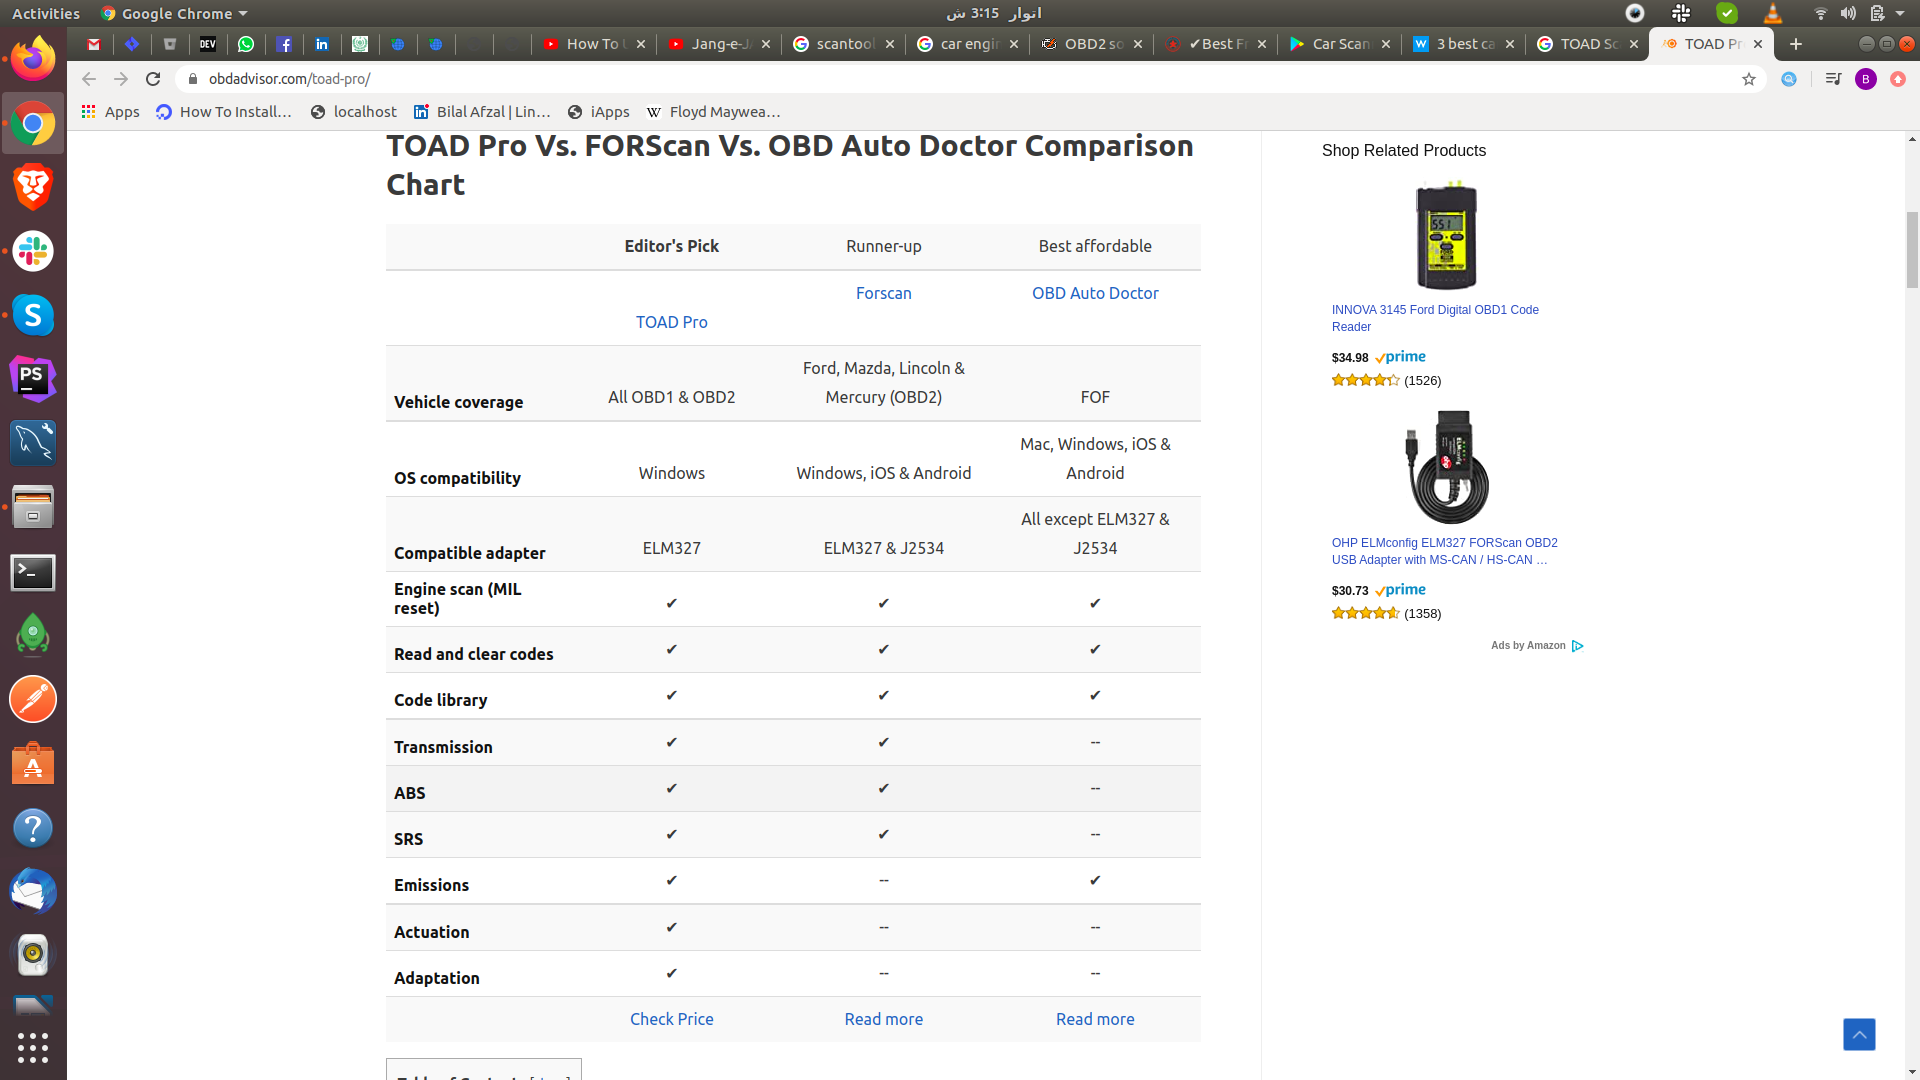 Activities Google Chrome اتوار 3:15 ش
How To U Jang-e-J scantool car engin OBD2 so ✔Best Fr Car Scan 3 best ca TOAD Sc TOAD Pr
obdadvisor.com/toad-pro/ B
Apps How To Install... localhost Bilal Afzal | Lin... iApps Floyd Maywea...
TOAD Pro Vs. FORScan Vs. OBD Auto Doctor Comparison
Chart
Editor's Pick Runner-up Best affordable
Forscan OBD Auto Doctor
TOAD Pro
Ford, Mazda, Lincoln &
Vehicle coverage All OBD1 & OBD2 Mercury (OBD2) FOF
Mac, Windows, iOS &
OS compatibility Windows Windows, iOS & Android Android
All except ELM327 &
Compatible adapter ELM327 ELM327 & J2534 J2534
Engine scan (MIL
reset) ✔ ✔ ✔
Read and clear codes ✔ ✔ ✔
Code library ✔ ✔ ✔
Transmission ✔ ✔ --
ABS ✔ ✔ --
SRS ✔ ✔ --
Emissions ✔ -- ✔
Actuation ✔ -- --
Adaptation ✔ -- --
Check Price Read more Read more
Shop Related Products
INNOVA 3145 Ford Digital OBD1 Code
Reader
$34.98 prime
(1526)
OHP ELMconfig ELM327 FORScan OBD2
USB Adapter with MS-CAN / HS-CAN ...
$30.73 prime
(1358)
Ads by Amazon